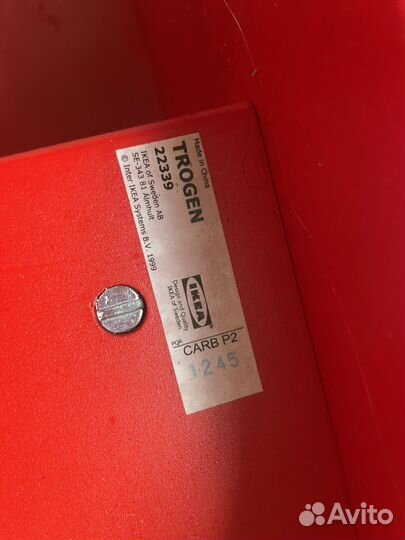 Made in China
TROGEN
22339
IKEA of Sweden AB
SE-343 81 Älmhult
© Inter IKEA Systems B.V. 1999
IKEA
Design and Quality
IKEA of Sweden
CARB P2
1245
Avito